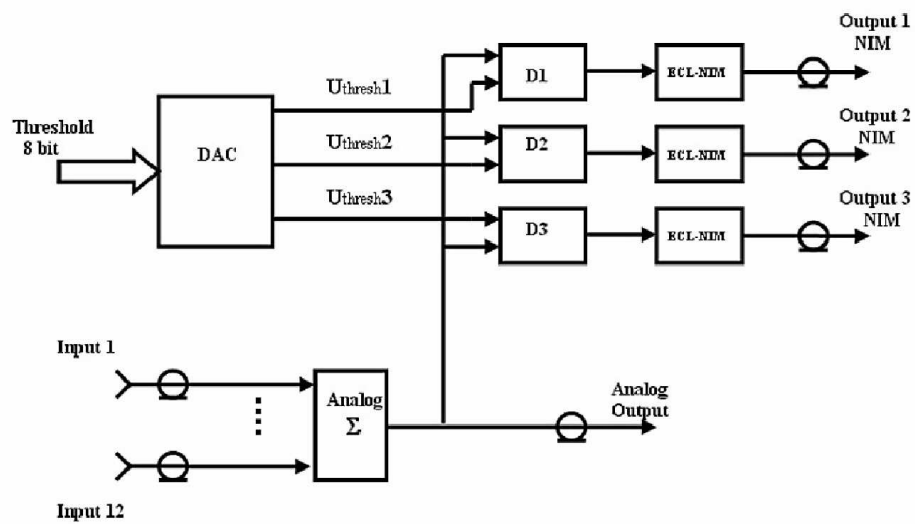 Output 1
NIM
D1
ECL-NIM
Uthresh1
Threshold
8 bit
DAC
Uthresh2
D2
ECL-NIM
Output 2
NIM
Uthresh3
D3
ECL-NIM
Output 3
NIM
Input 1
Analog
Σ
Analog
Output
Input 12